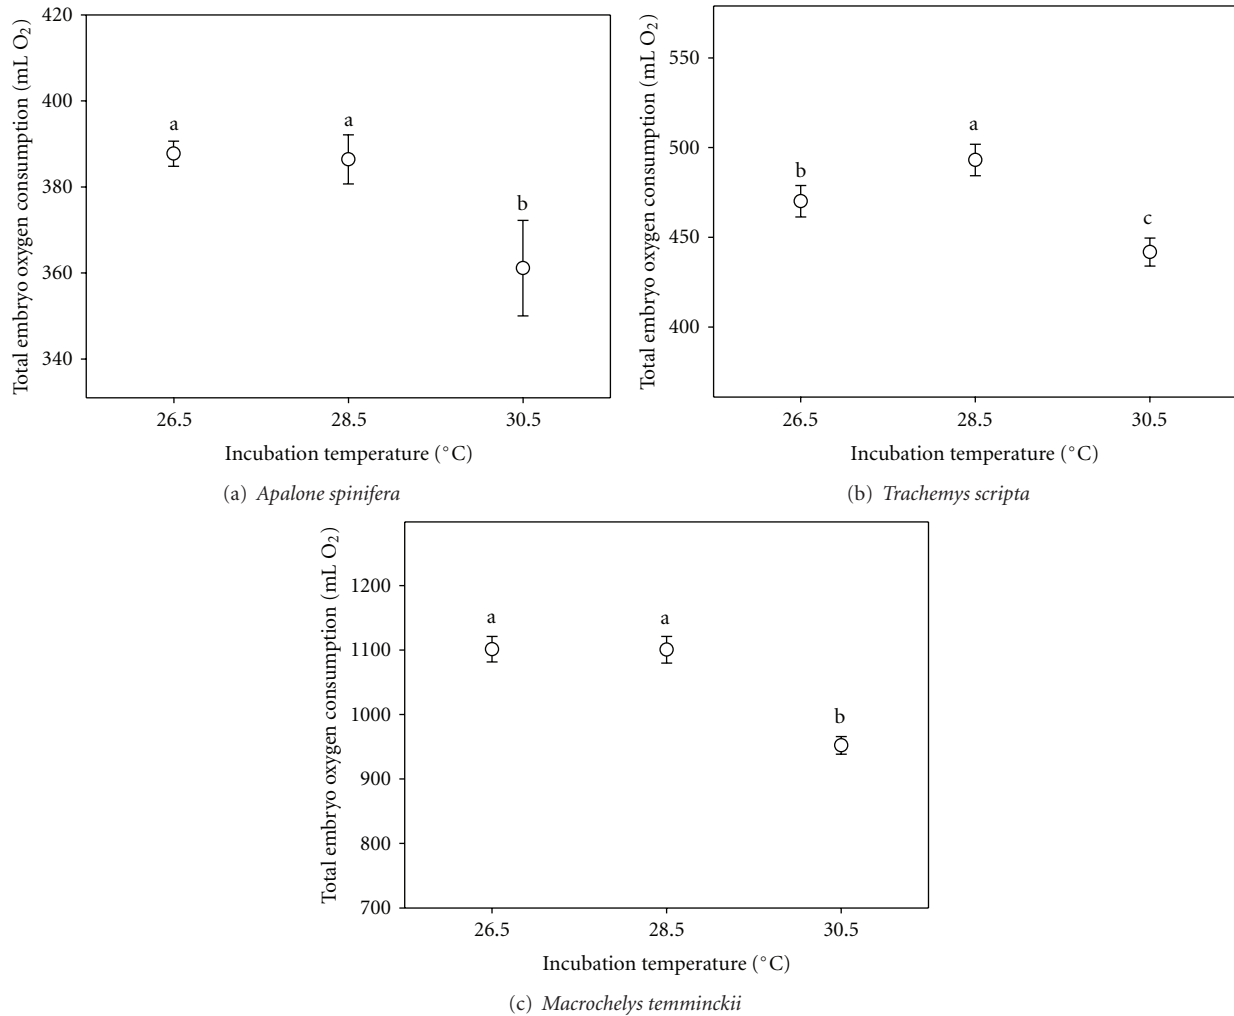 Total embryo oxygen consumption (mL O2)
420
400
380
360
340
a
a
b
26.5
28.5
30.5
Incubation temperature (°C)
(a) Apalone spinifera
Total embryo oxygen consumption (mL O2)
550
500
450
400
b
a
c
26.5
28.5
30.5
Incubation temperature (°C)
(b) Trachemys scripta
Total embryo oxygen consumption (mL O2)
1200
1100
1000
900
800
700
a
a
b
26.5
28.5
30.5
Incubation temperature (°C)
(c) Macrochelys temminckii